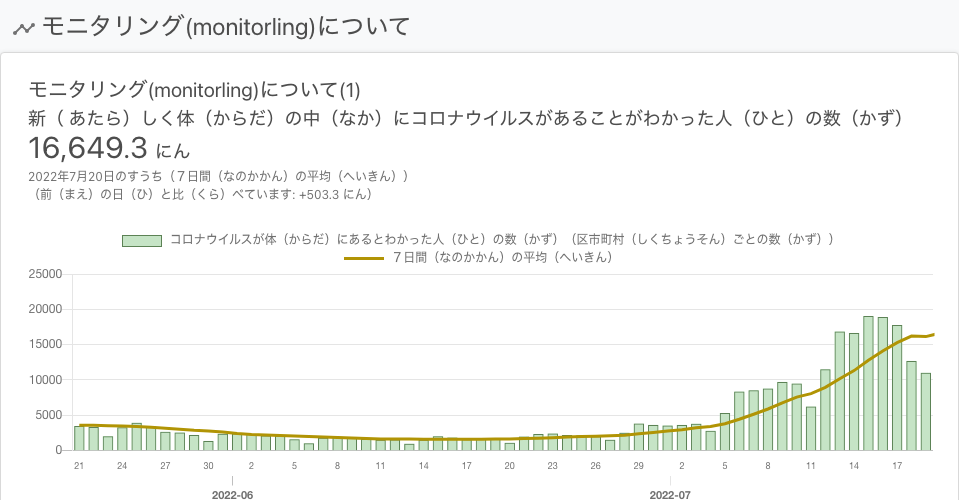 モニタリング(monitorling)について
モニタリング(monitorling)について(1)
新（ あたら）しく体（からだ）の中（なか）にコロナウイルスがあることがわかった人（ひと）の数（かず）
16,649.3 にん
2022年7月20日のすうち（７日間（なのかかん）の平均（へいきん））
（前（まえ）の日（ひ）と比（くら）べています: +503.3 にん）
コロナウイルスが体（からだ）にあるとわかった人（ひと）の数（かず）（区市町村（しくちょうそん）ごとの数（かず））
７日間（なのかかん）の平均（へいきん）
25000
20000
15000
10000
5000
0
21 24 27 30 2 5 8 11 14 17 20 23 26 29 2 5 8 11 14 17
2022-06 2022-07